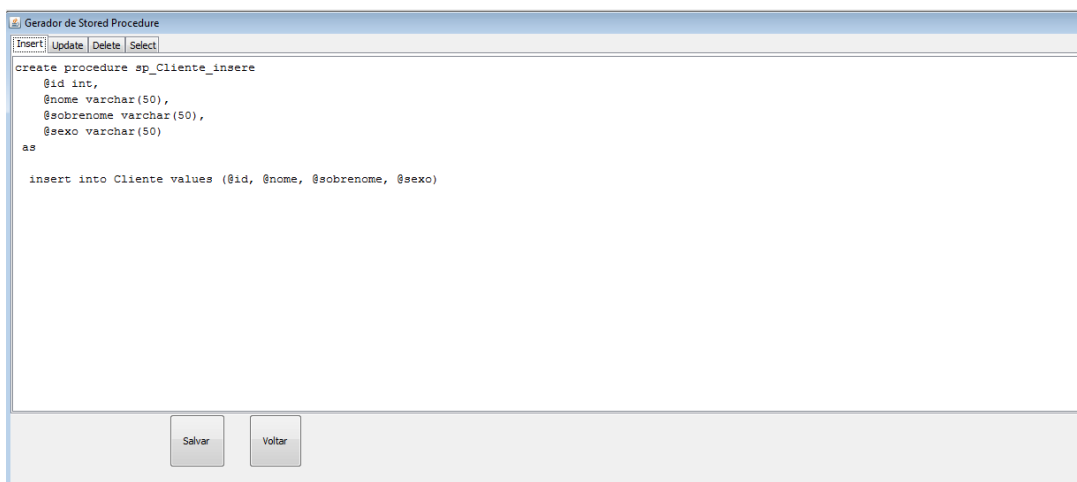 Gerador de Stored Procedure
Insert Update Delete Select
create procedure sp_Cliente_insere
    @id int,
    @nome varchar(50),
    @sobrenome varchar(50),
    @sexo varchar(50)
 as
  insert into Cliente values (@id, @nome, @sobrenome, @sexo)
Salvar Voltar